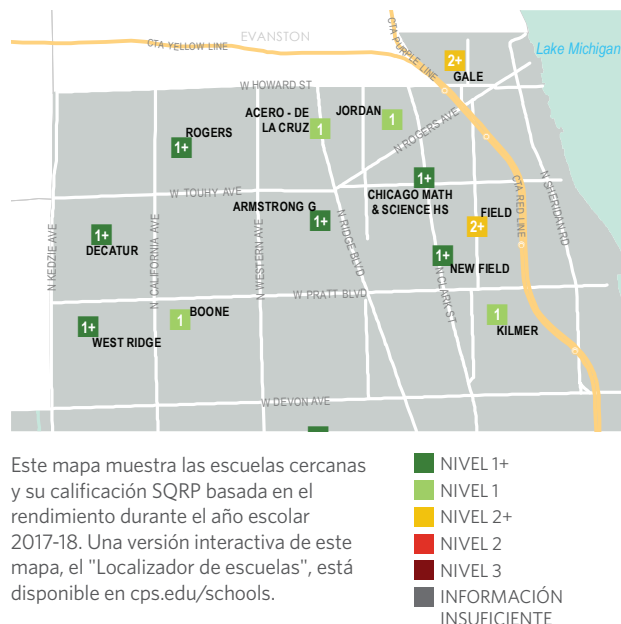 EVANSTON
CTA YELLOW LINE
CTA PURPLE LINE
Lake Michigan
2+
GALE
W HOWARD ST
ACERO - DE
LA CRUZ
1
JORDAN
1
N ROGERS AVE
ROGERS
1+
1+
CHICAGO MATH
& SCIENCE HS
CTA RED LINE
N SHERIDAN RD
W TOUHY AVE
ARMSTRONG G
1+
FIELD
2+
1+
DECATUR
N KEDZIE AVE
N CALIFORNIA AVE
N WESTERN AVE
N RIDGE BLVD
1+
NEW FIELD
N CLARK ST
W PRATT BLVD
1+
WEST RIDGE
1
BOONE
1
KILMER
W DEVON AVE
Este mapa muestra las escuelas cercanas
y su calificación SQRP basada en el
rendimiento durante el año escolar
2017-18. Una versión interactiva de este
mapa, el "Localizador de escuelas", está
disponible en cps.edu/schools.
NIVEL 1+
NIVEL 1
NIVEL 2+
NIVEL 2
NIVEL 3
INFORMACIÓN
INSUFICIENTE